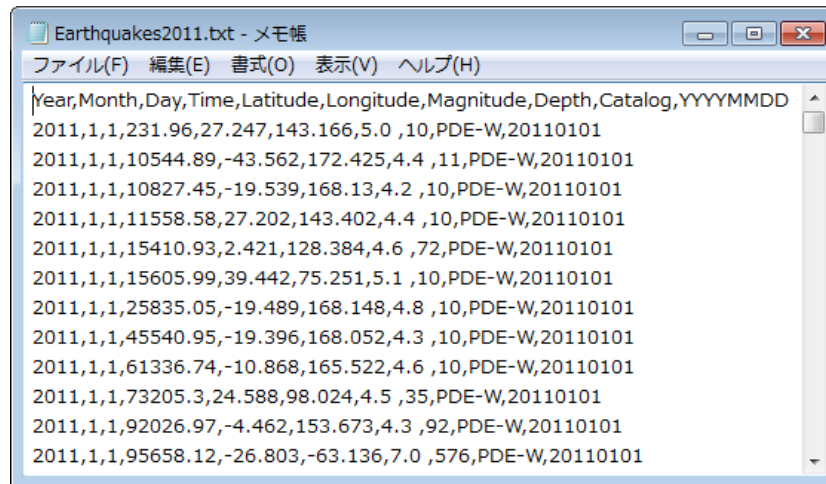 Earthquakes2011.txt - メモ帳
ファイル(F) 編集(E) 書式(O) 表示(V) ヘルプ(H)
Year,Month,Day,Time,Latitude,Longitude,Magnitude,Depth,Catalog,YYYYMMDD
2011,1,1,231.96,27.247,143.166,5.0 ,10,PDE-W,20110101
2011,1,1,10544.89,-43.562,172.425,4.4 ,11,PDE-W,20110101
2011,1,1,10827.45,-19.539,168.13,4.2 ,10,PDE-W,20110101
2011,1,1,11558.58,27.202,143.402,4.4 ,10,PDE-W,20110101
2011,1,1,15410.93,2.421,128.384,4.6 ,72,PDE-W,20110101
2011,1,1,15605.99,39.442,75.251,5.1 ,10,PDE-W,20110101
2011,1,1,25835.05,-19.489,168.148,4.8 ,10,PDE-W,20110101
2011,1,1,45540.95,-19.396,168.052,4.3 ,10,PDE-W,20110101
2011,1,1,61336.74,-10.868,165.522,4.6 ,10,PDE-W,20110101
2011,1,1,73205.3,24.588,98.024,4.5 ,35,PDE-W,20110101
2011,1,1,92026.97,-4.462,153.673,4.3 ,92,PDE-W,20110101
2011,1,1,95658.12,-26.803,-63.136,7.0 ,576,PDE-W,20110101